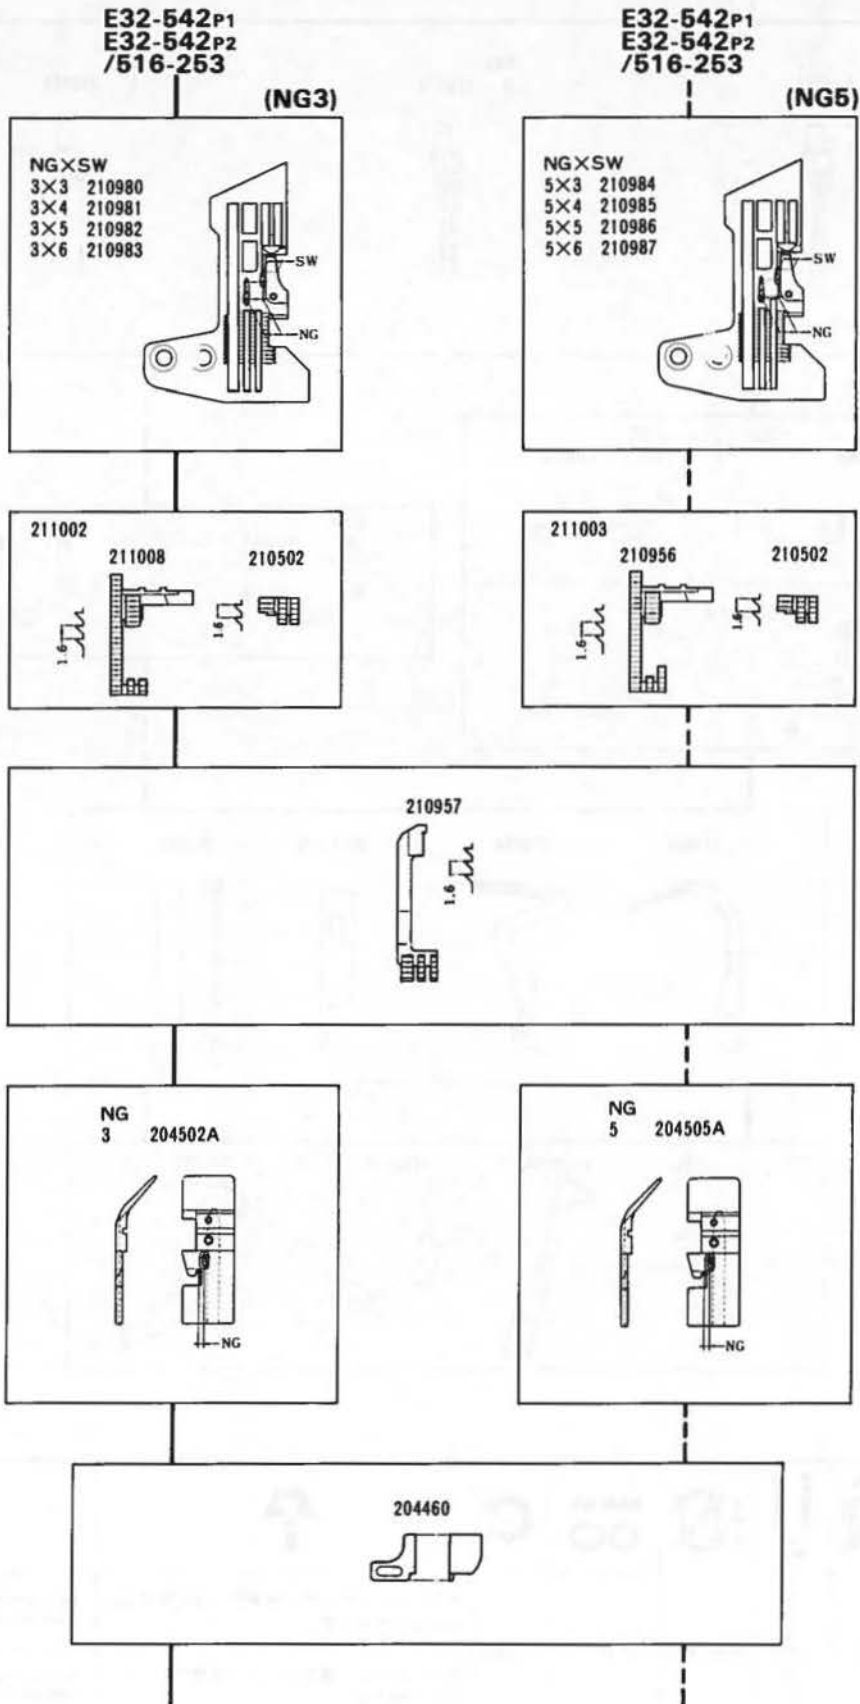 E32-542P1
E32-542P2
/516-253
(NG3)
NG×SW
3×3 210980
3×4 210981
3×5 210982
3×6 210983
SW
NG
E32-542P1
E32-542P2
/516-253
(NG5)
NG×SW
5×3 210984
5×4 210985
5×5 210986
5×6 210987
SW
NG
211002
211008
210502
1.6
1.6
211003
210956
210502
1.6
1.6
210957
1.6
NG
3 204502A
NG
NG
5 204505A
NG
204460